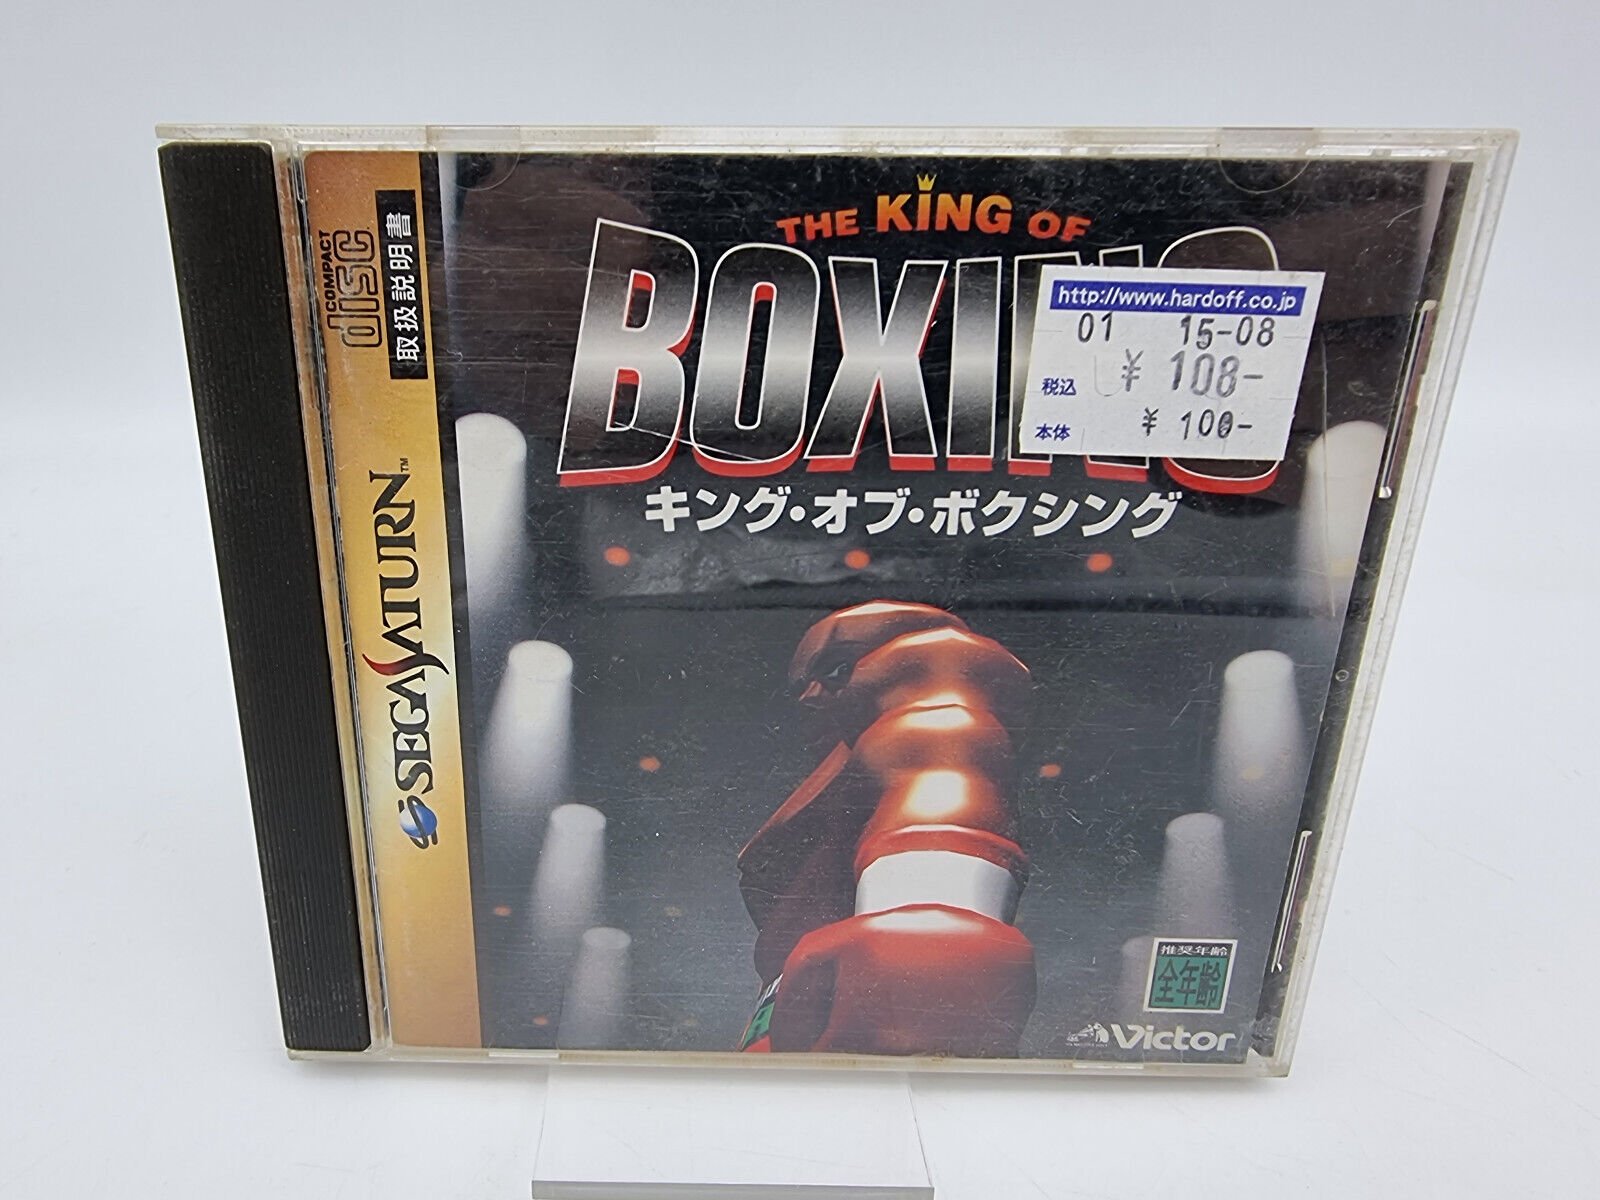 COMPACT
disc
取扱説明書
SEGA SATURN™
THE KING OF
BOXING
キング・オブ・ボクシング
http://www.hardoff.co.jp
01 15-08
税込 ¥ 108-
本体 ¥ 100-
推奨年齢
全年齢
Victor